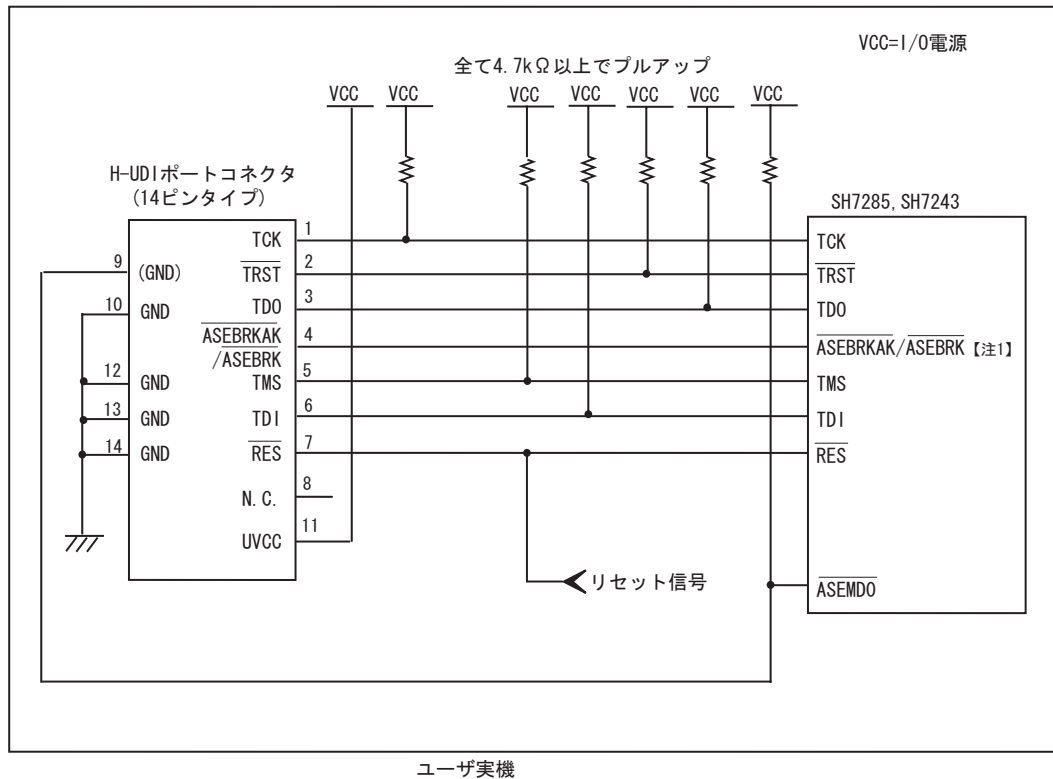 VCC=I/O電源
全て4.7kΩ以上でプルアップ
VCC
VCC
VCC
VCC
VCC
VCC
VCC
H-UDIポートコネクタ
(14ピンタイプ)
SH7285, SH7243
TCK
1
TCK
9
(GND)
TRST
2
TRST
10
GND
TDO
3
TDO
ASEBRKAK
/ASEBRK
4
ASEBRKAK/ASEBRK【注1】
12
GND
TMS
5
TMS
13
GND
TDI
6
TDI
14
GND
RES
7
RES
N.C.
8
UVCC
11
リセット信号
ASEMD0
ユーザ実機